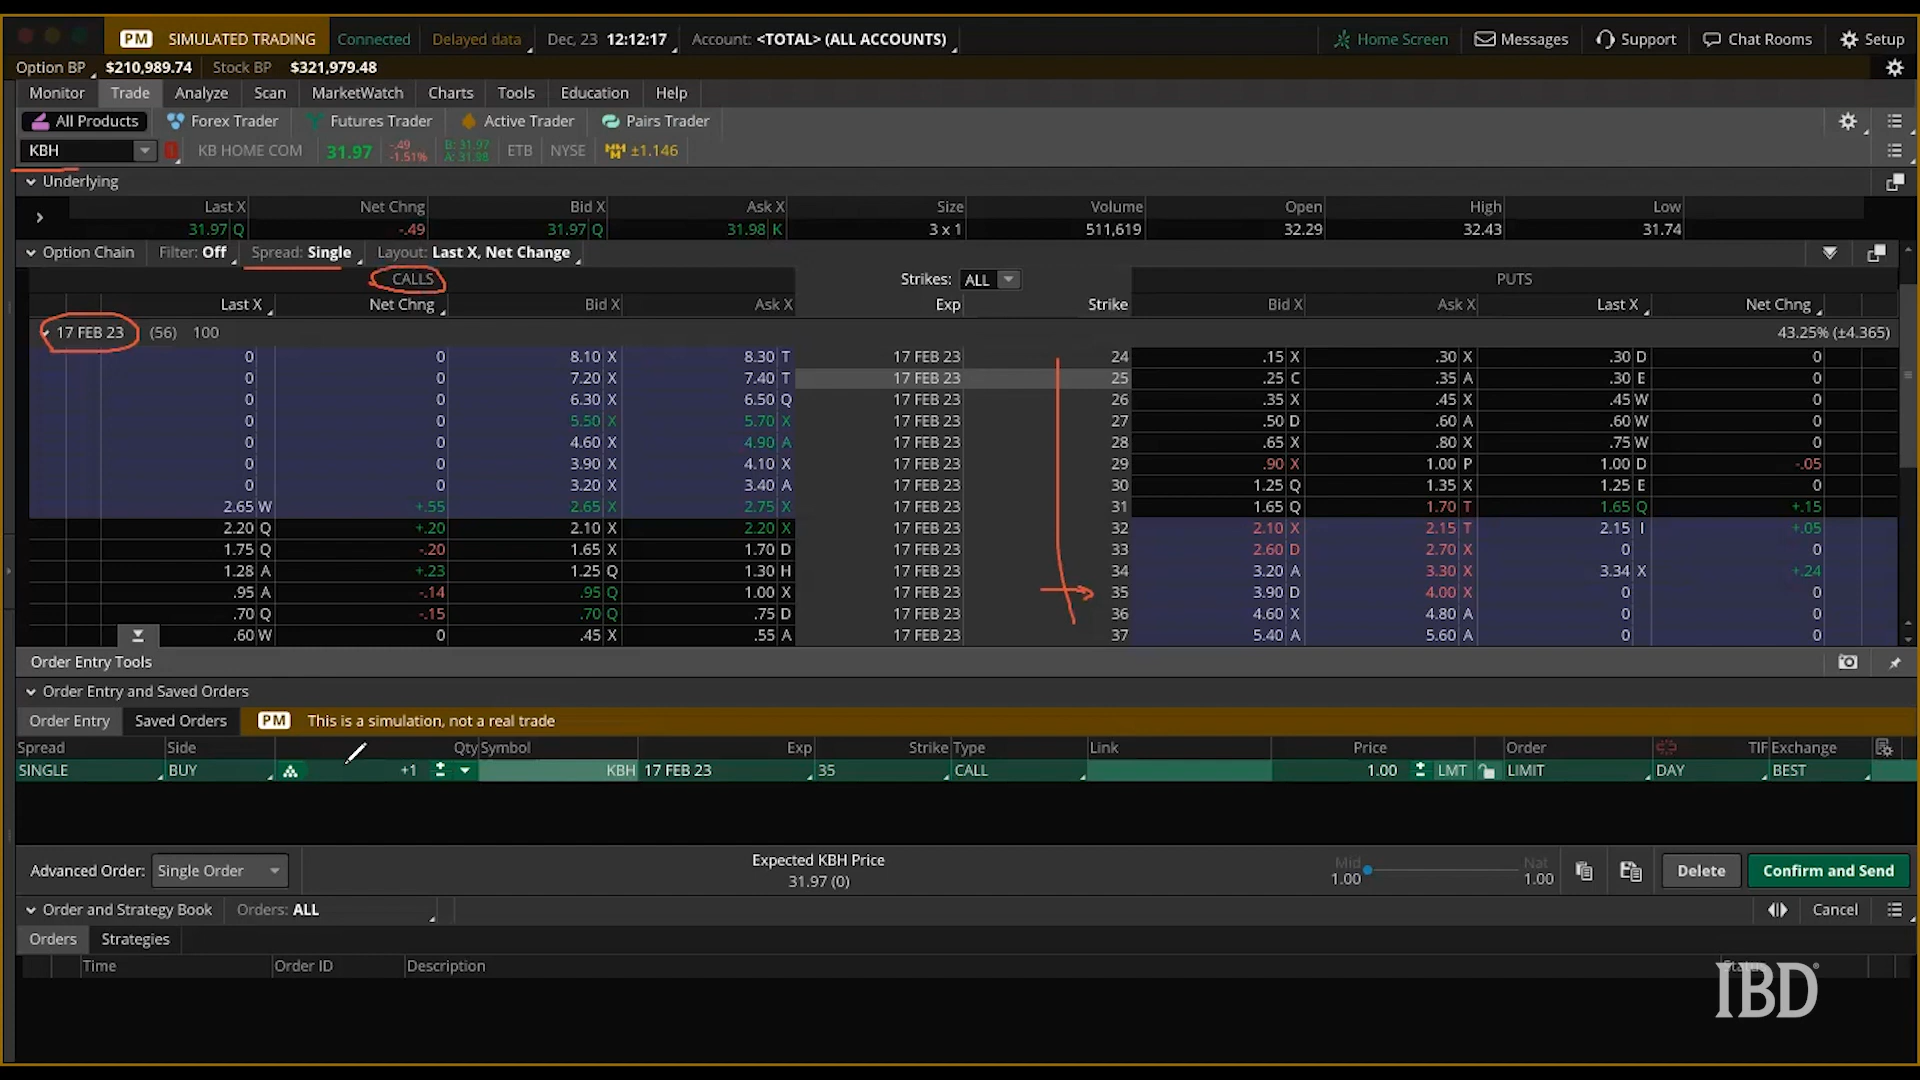 PM SIMULATED TRADING Connected Delayed data Dec, 23 12:12:17 Account: <TOTAL> (ALL ACCOUNTS) Home Screen Messages Support Chat Rooms Setup
Option BP $210,989.74 Stock BP $321,979.48
Monitor Trade Analyze Scan MarketWatch Charts Tools Education Help
All Products Forex Trader Futures Trader Active Trader Pairs Trader
KBH KB HOME COM 31.97 -.49 -1.51% B: 31.97 A: 31.98 ETB NYSE MM ±1.146
Underlying
Last X Net Chng Bid X Ask X Size Volume Open High Low
31.97 Q -.49 31.97 Q 31.98 K 3 x 1 511,619 32.29 32.43 31.74
Option Chain Filter: Off Spread: Single Layout: Last X, Net Change
CALLS Strikes: ALL PUTS
Last X Net Chng Bid X Ask X Exp Strike Bid X Ask X Last X Net Chng
17 FEB 23 (56) 100 43.25% (±4.365)
0 0 8.10 X 8.30 T 17 FEB 23 24 .15 X .30 X .30 D 0
0 0 7.20 X 7.40 T 17 FEB 23 25 .25 C .35 A .30 E 0
0 0 6.30 X 6.50 Q 17 FEB 23 26 .35 X .45 X .45 W 0
0 0 5.50 X 5.70 X 17 FEB 23 27 .50 D .60 A .60 W 0
0 0 4.60 X 4.90 A 17 FEB 23 28 .65 X .80 X .75 W 0
0 0 3.90 X 4.10 X 17 FEB 23 29 .90 X 1.00 P 1.00 D -.05
0 0 3.20 X 3.40 A 17 FEB 23 30 1.25 Q 1.35 X 1.25 E 0
2.65 W +.55 2.65 X 2.75 X 17 FEB 23 31 1.65 Q 1.70 T 1.65 Q +.15
2.20 Q +.20 2.10 X 2.20 X 17 FEB 23 32 2.10 X 2.15 T 2.15 I +.05
1.75 Q -.20 1.65 X 1.70 D 17 FEB 23 33 2.60 D 2.70 X 0 0
1.28 A +.23 1.25 Q 1.30 H 17 FEB 23 34 3.20 A 3.30 X 3.34 X +.24
.95 A -.14 .95 Q 1.00 X 17 FEB 23 35 3.90 D 4.00 X 0 0
.70 Q -.15 .70 Q .75 D 17 FEB 23 36 4.60 X 4.80 A 0 0
.60 W 0 .45 X .55 A 17 FEB 23 37 5.40 A 5.60 A 0 0
Order Entry Tools
Order Entry and Saved Orders
Order Entry Saved Orders PM This is a simulation, not a real trade
Spread Side Qty Symbol Exp Strike Type Link Price Order TIF Exchange
SINGLE BUY +1 KBH 17 FEB 23 35 CALL 1.00 LMT LIMIT DAY BEST
Advanced Order: Single Order Expected KBH Price 31.97 (0) Mid 1.00 Nat 1.00 Delete Confirm and Send
Order and Strategy Book Orders: ALL Cancel
Orders Strategies
Time Order ID Description Status
IBD